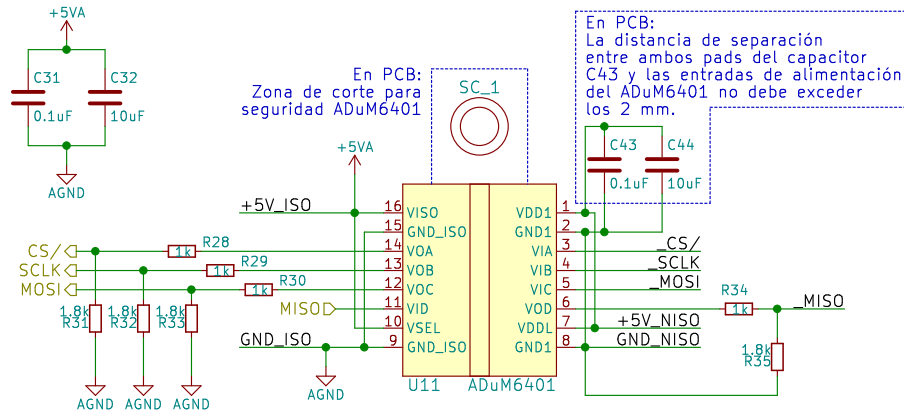 +5VA
C31
0.1uF
C32
10uF
AGND
En PCB:
Zona de corte para
seguridad ADuM6401
SC_1
En PCB:
La distancia de separación
entre ambos pads del capacitor
C43 y las entradas de alimentación
del ADuM6401 no debe exceder
los 2 mm.
C43
0.1uF
C44
10uF
+5VA
+5V_ISO
16 VISO
15 GND_ISO
14 VOA
13 VOB
12 VOC
11 VID
10 VSEL
9 GND_ISO
VDD1 1
GND1 2
VIA 3
VIB 4
VIC 5
VOD 6
VDDL 7
GND1 8
_CS/
_SCLK
_MOSI
+5V_NISO
GND_NISO
R34
1k
_MISO
1.8k
R35
CS/
SCLK
MOSI
R28
1k
R29
1k
R30
1k
MISO
1.8k
R31
1.8k
R32
1.8k
R33
GND_ISO
AGND
AGND
AGND
AGND
U11
ADuM6401